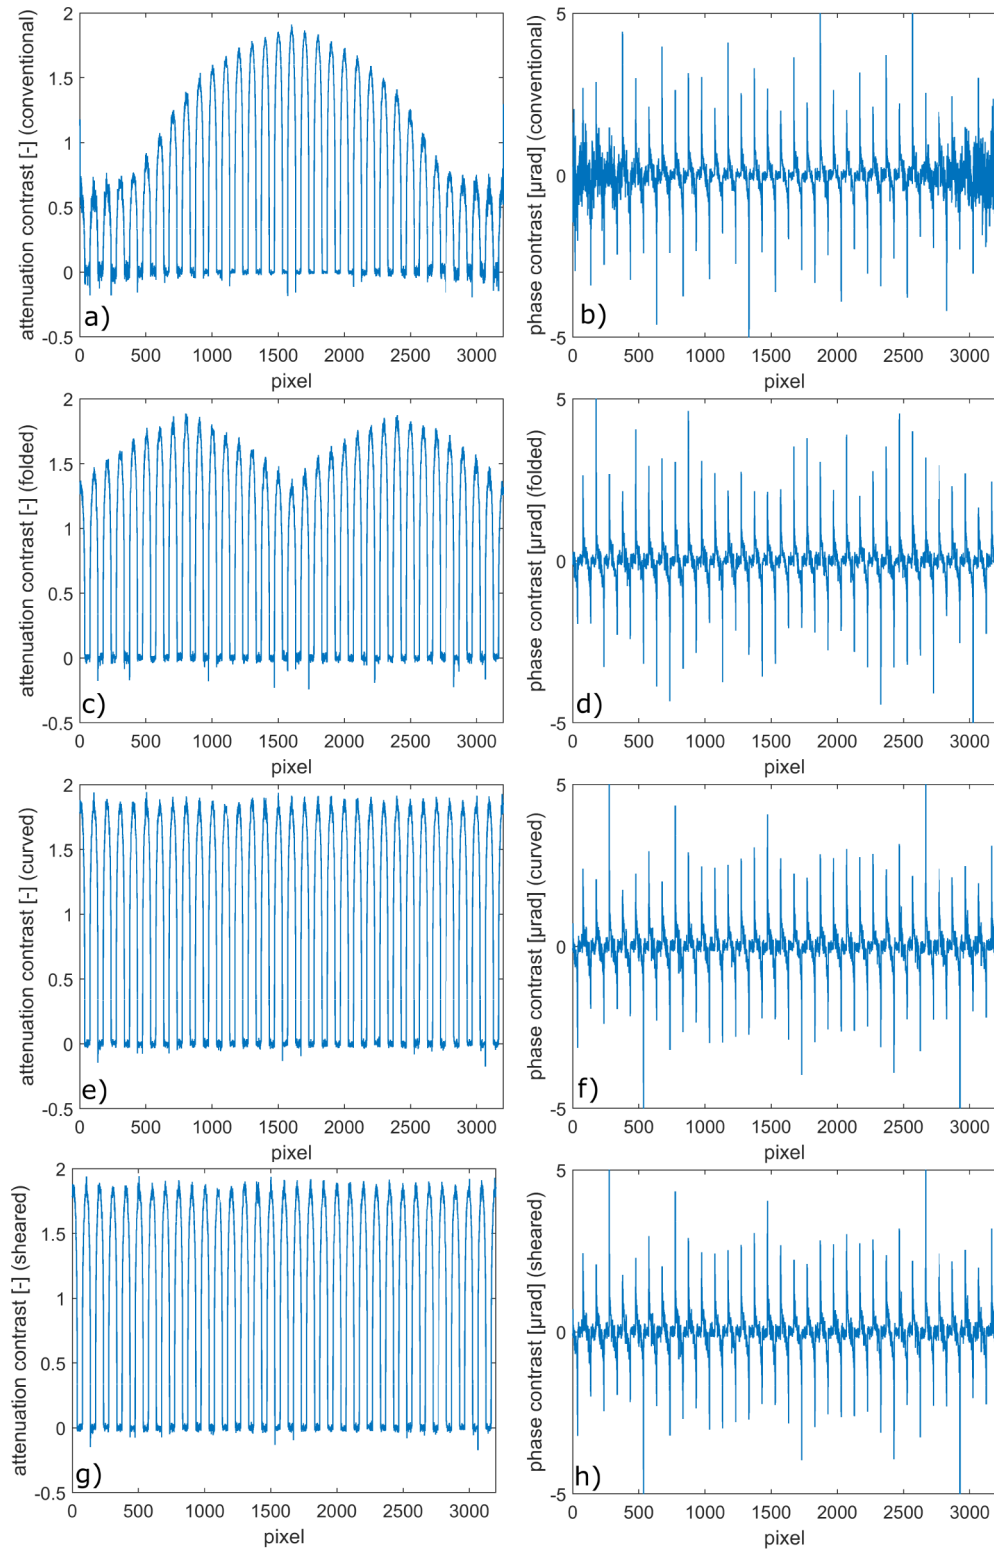 attenuation contrast [-] (conventional)
2
1.5
1
0.5
0
-0.5
a)
0 500 1000 1500 2000 2500 3000
pixel
phase contrast [µrad] (conventional)
5
0
-5
b)
0 500 1000 1500 2000 2500 3000
pixel
attenuation contrast [-] (folded)
2
1.5
1
0.5
0
-0.5
c)
0 500 1000 1500 2000 2500 3000
pixel
phase contrast [µrad] (folded)
5
0
-5
d)
0 500 1000 1500 2000 2500 3000
pixel
attenuation contrast [-] (curved)
2
1.5
1
0.5
0
-0.5
e)
0 500 1000 1500 2000 2500 3000
pixel
phase contrast [µrad] (curved)
5
0
-5
f)
0 500 1000 1500 2000 2500 3000
pixel
attenuation contrast [-] (sheared)
2
1.5
1
0.5
0
-0.5
g)
0 500 1000 1500 2000 2500 3000
pixel
phase contrast [µrad] (sheared)
5
0
-5
h)
0 500 1000 1500 2000 2500 3000
pixel